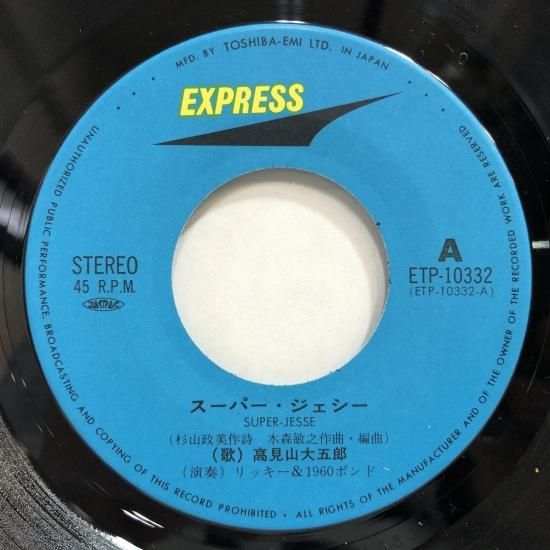 MFD. BY TOSHIBA-EMI LTD. IN JAPAN
EXPRESS
STEREO
45 R.P.M.
JASRAC
A
ETP-10332
(ETP-10332-A)
スーパー・ジェシー
SUPER-JESSE
(杉山政美作詩 木森敏之作曲・編曲)
(歌)高見山大五郎
(演奏)リッキー&1960ポンド
UNAUTHORIZED PUBLIC PERFORMANCE, BROADCASTING AND COPYING OF THIS RECORD PROHIBITED • ALL RIGHTS OF THE MANUFACTURER AND OF THE OWNER OF THE RECORDED WORK ARE RESERVED